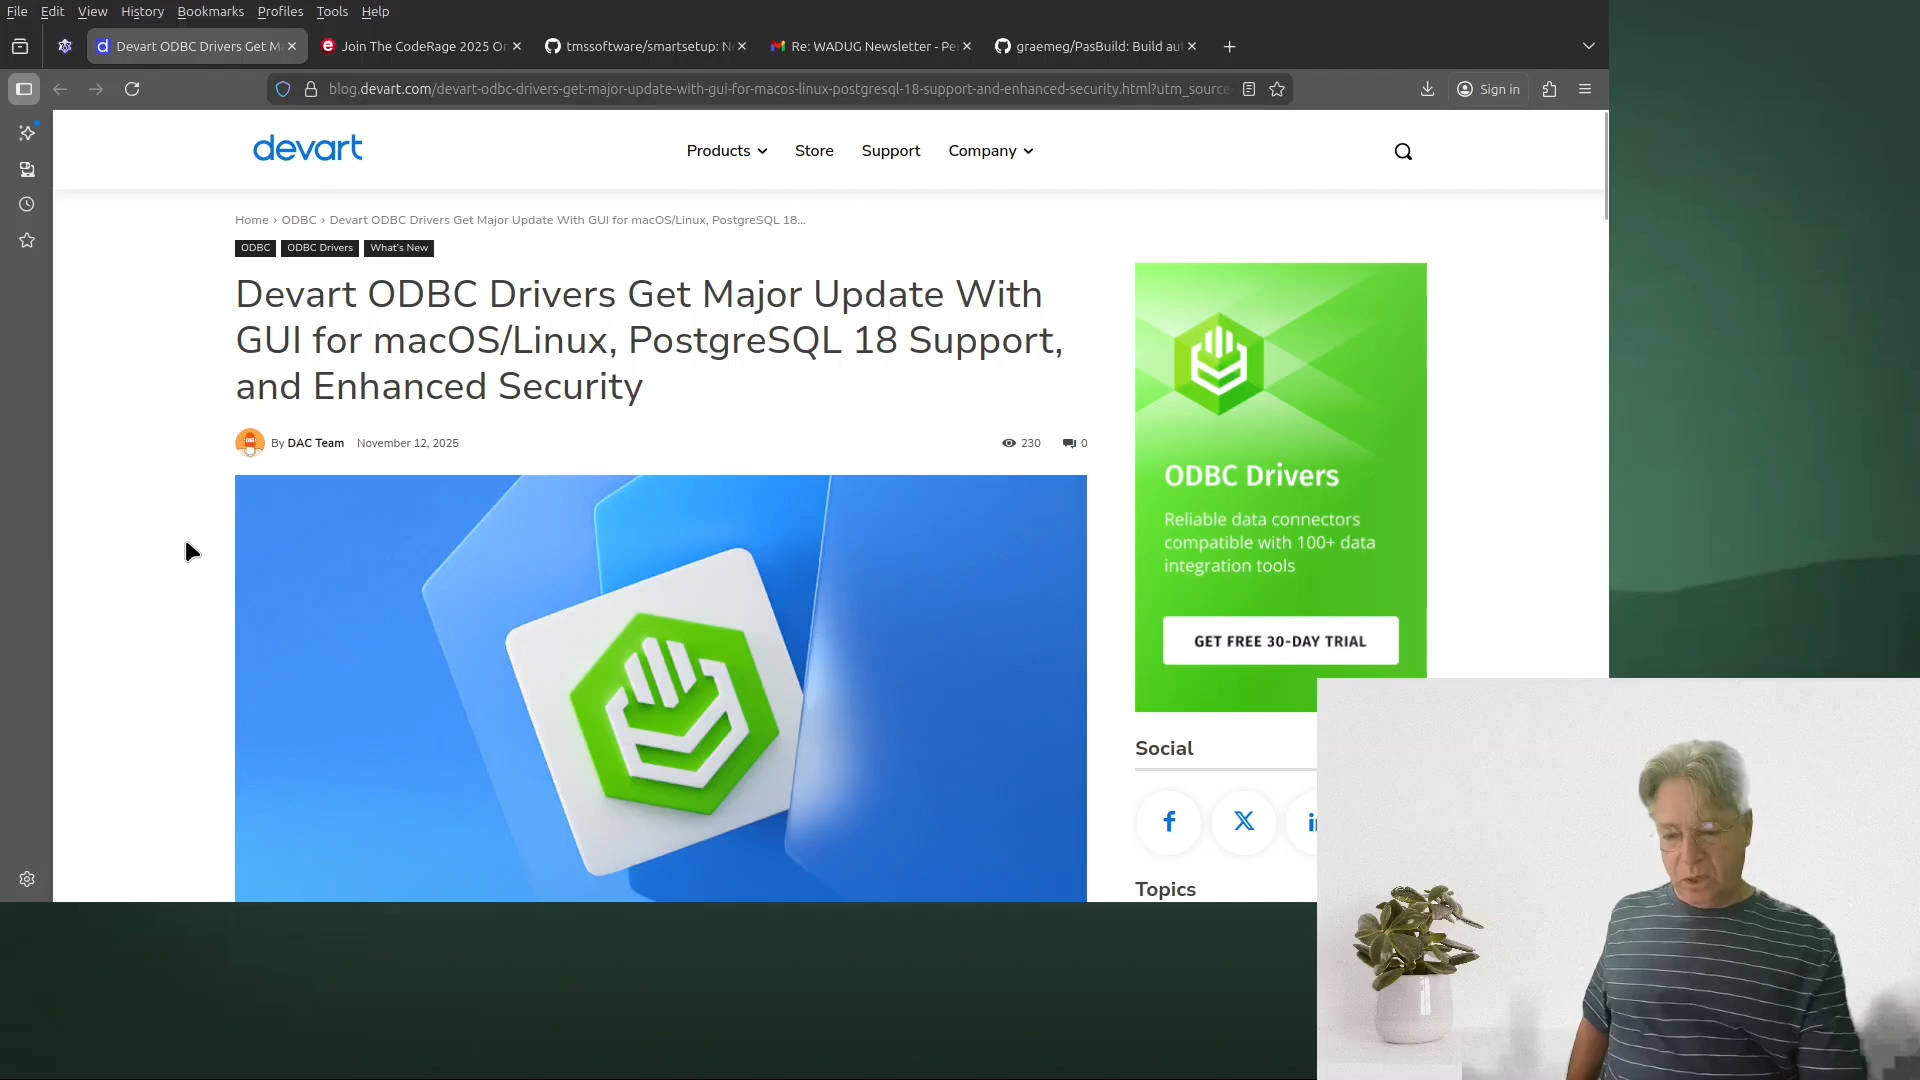 File Edit View History Bookmarks Profiles Tools Help
Devart ODBC Drivers Get M
Join The CodeRage 2025 On
tmssoftware/smartsetup: N
Re: WADUG Newsletter - Pe
graemeg/PasBuild: Build au
blog.devart.com/devart-odbc-drivers-get-major-update-with-gui-for-macos-linux-postgresql-18-support-and-enhanced-security.html?utm_source
Sign in
devart
Products Store Support Company
Home › ODBC › Devart ODBC Drivers Get Major Update With GUI for macOS/Linux, PostgreSQL 18...
ODBC ODBC Drivers What's New
Devart ODBC Drivers Get Major Update With
GUI for macOS/Linux, PostgreSQL 18 Support,
and Enhanced Security
By DAC Team November 12, 2025 230 0
ODBC Drivers
Reliable data connectors
compatible with 100+ data
integration tools
GET FREE 30-DAY TRIAL
Social
Topics